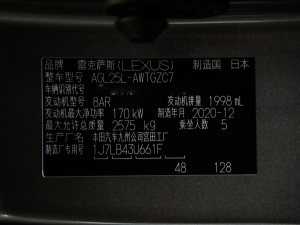 品牌 雷克萨斯(LEXUS) 制造国 日本
整车型号 AGL25L-AWTGZC7
车辆识别代号
发动机型号 8AR 发动机排量 1998 mL
发动机最大净功率 170 kW 制造年月 2020-12
最大允许总质量 2575 kg 乘坐人数 5
生产厂名 丰田汽车九州公司宫田工厂
制造厂专用号 1J7LB43U661F
48 128